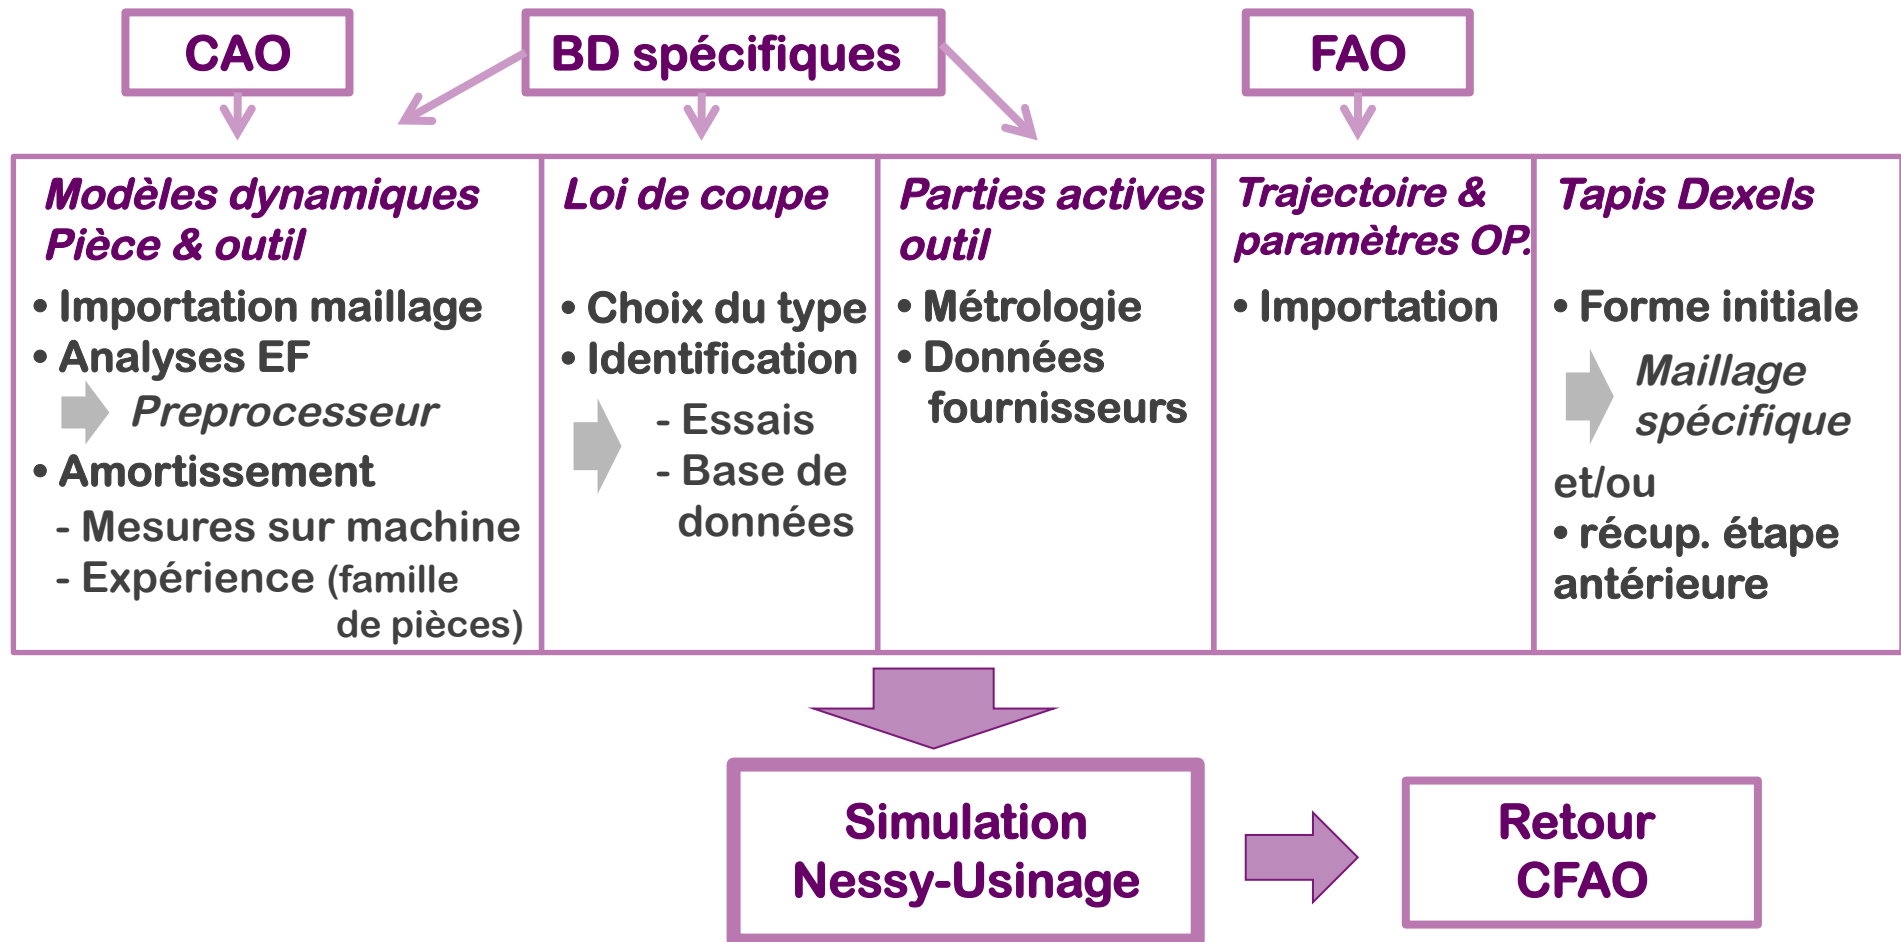 CAO
BD spécifiques
FAO
Modèles dynamiques
Pièce & outil
• Importation maillage
• Analyses EF
Preprocesseur
• Amortissement
- Mesures sur machine
- Expérience (famille
de pièces)
Loi de coupe
• Choix du type
• Identification
- Essais
- Base de
données
Parties actives
outil
• Métrologie
• Données
fournisseurs
Trajectoire &
paramètres OP.
• Importation
Tapis Dexels
• Forme initiale
Maillage
spécifique
et/ou
• récup. étape
antérieure
Simulation
Nessy-Usinage
Retour
CFAO